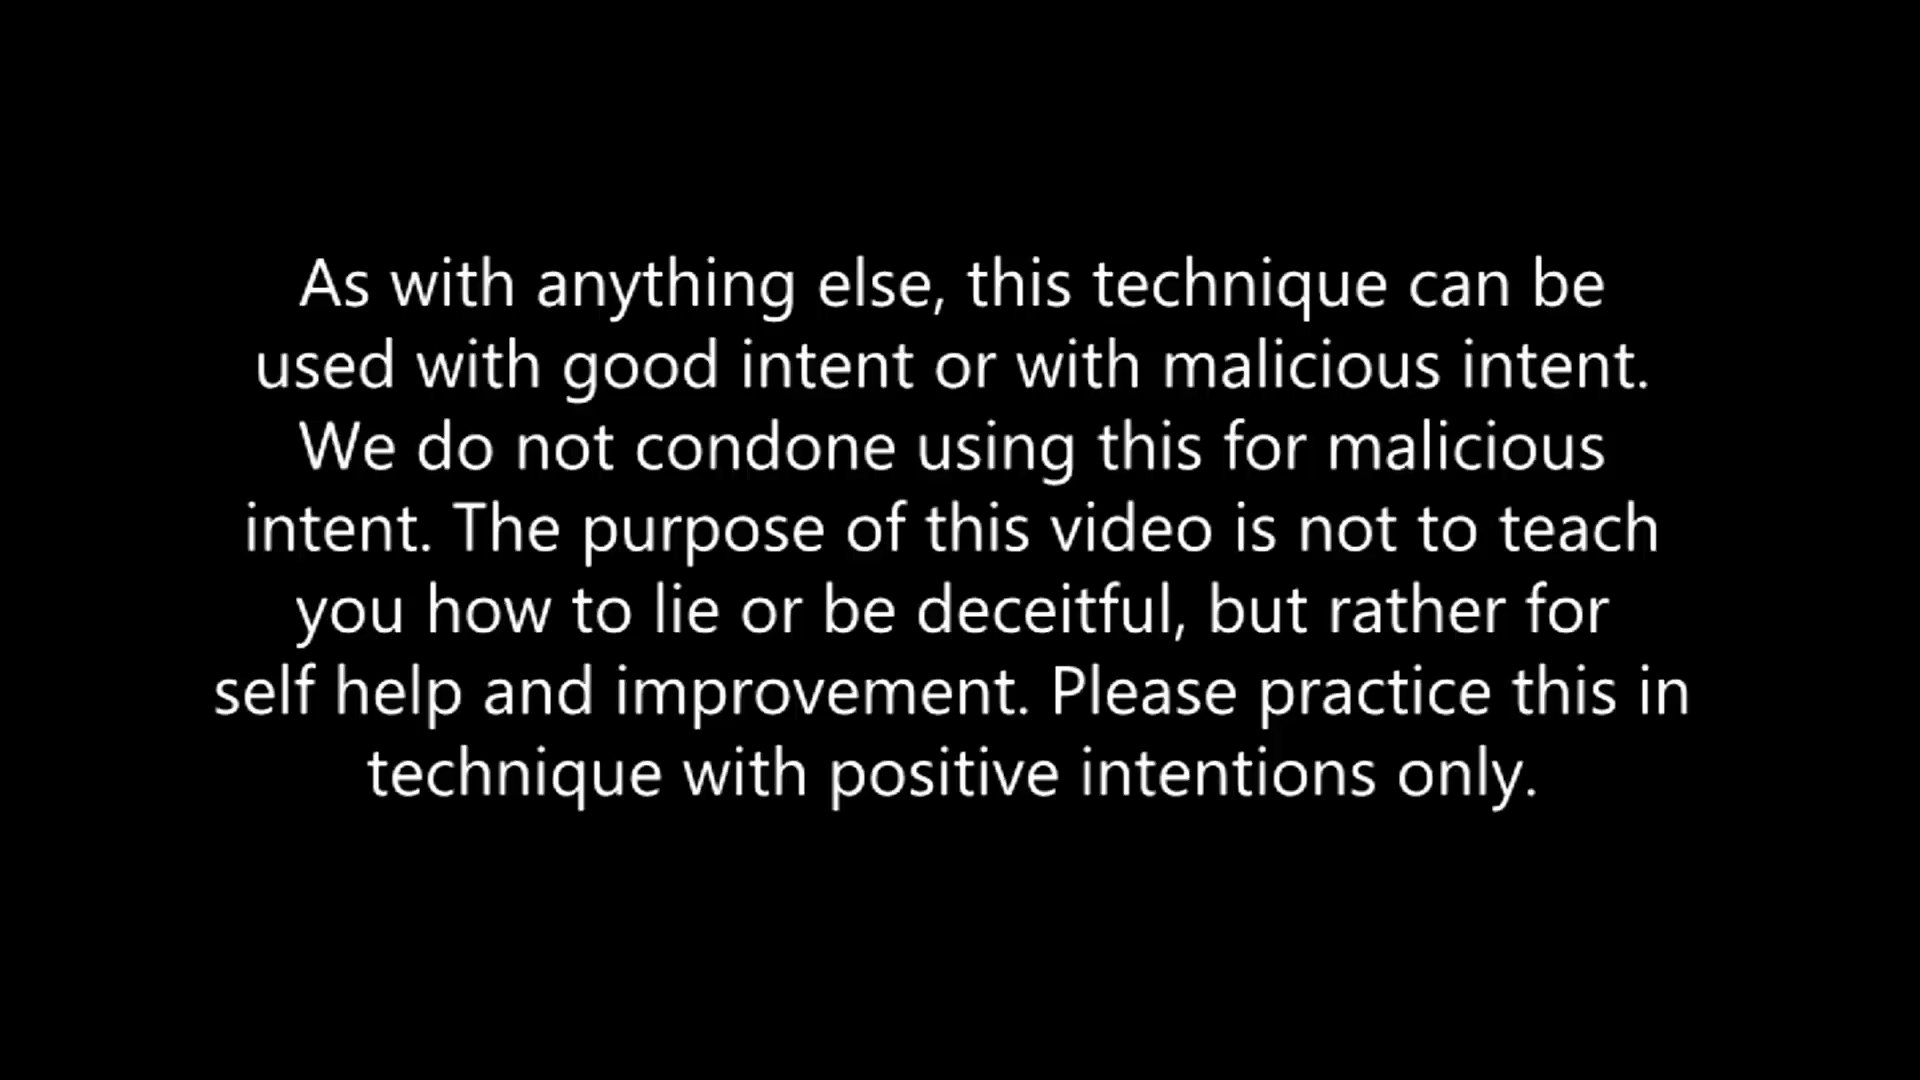 As with anything else, this technique can be
used with good intent or with malicious intent.
We do not condone using this for malicious
intent. The purpose of this video is not to teach
you how to lie or be deceitful, but rather for
self help and improvement. Please practice this in
technique with positive intentions only.